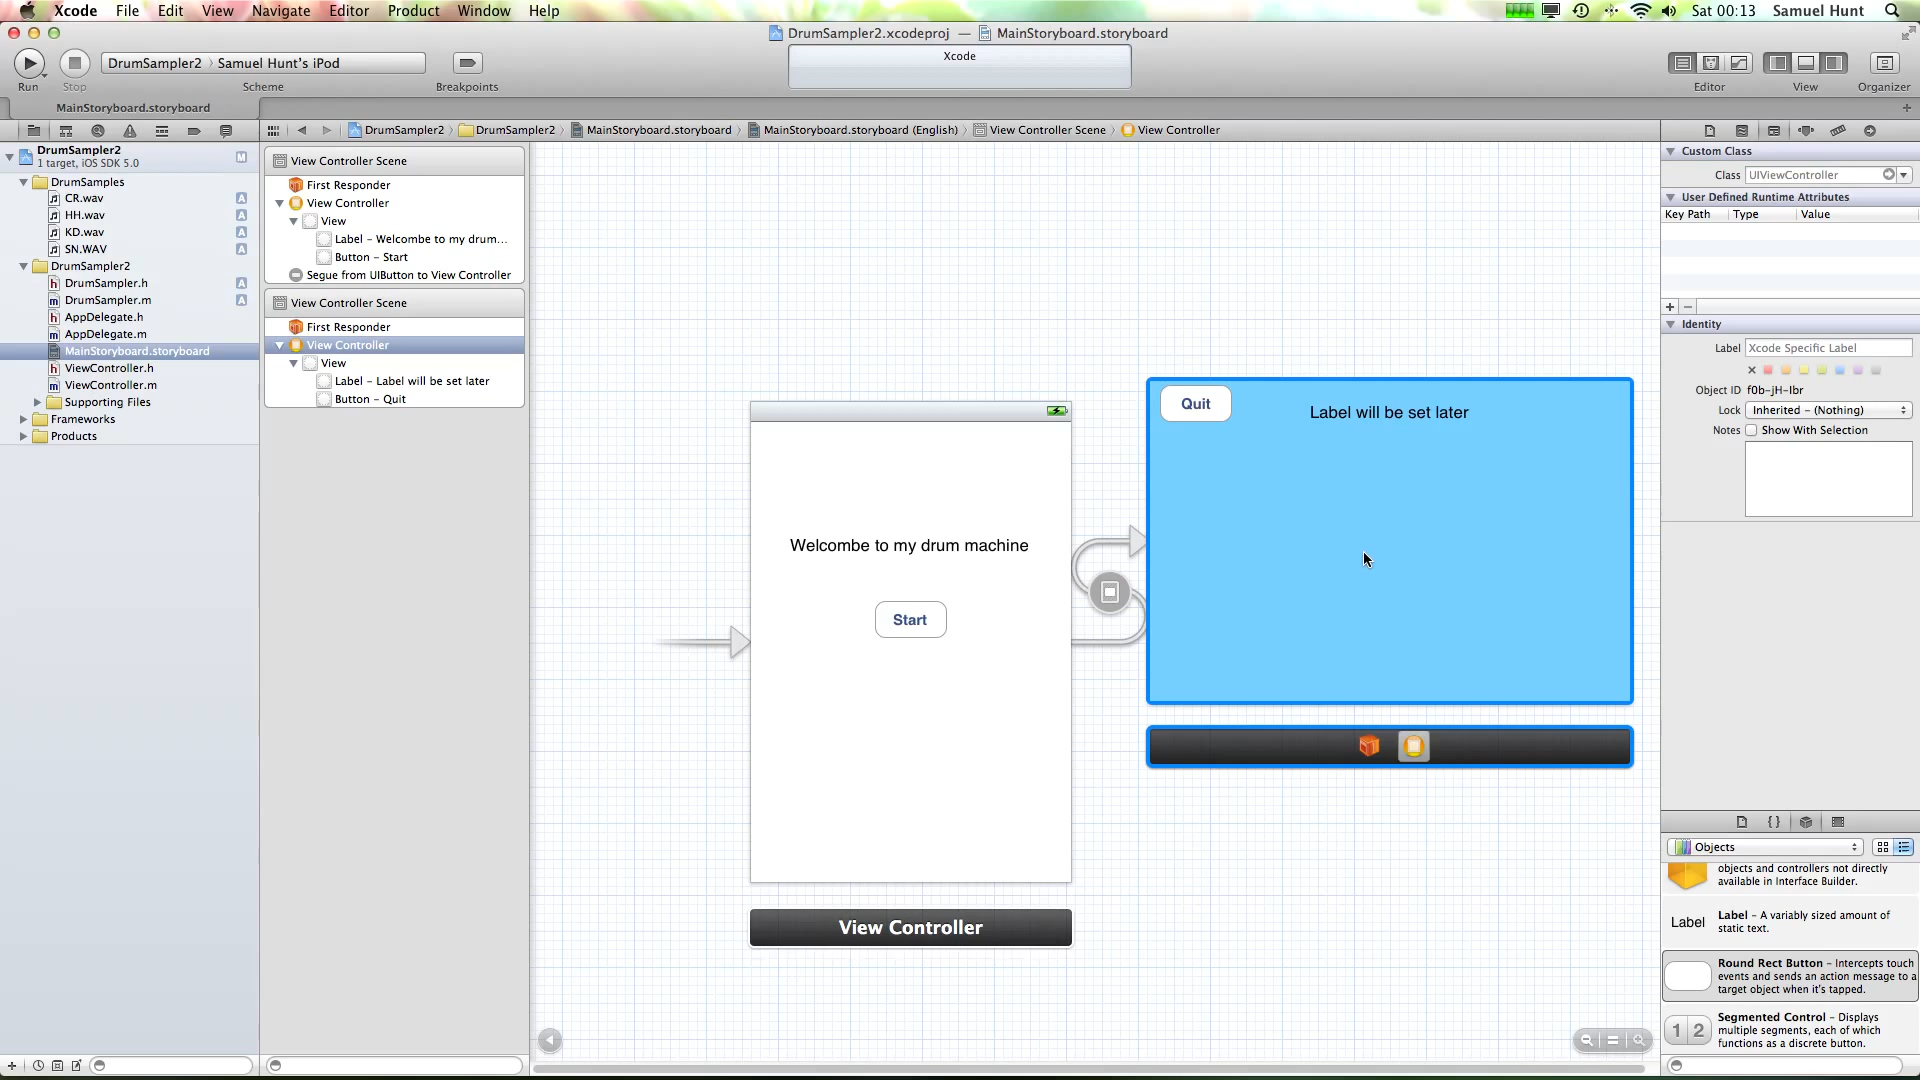 Xcode File Edit View Navigate Editor Product Window Help Sat 00:13 Samuel Hunt
DrumSampler2.xcodeproj — MainStoryboard.storyboard
DrumSampler2 Samuel Hunt's iPod
Xcode
Run Stop Scheme Breakpoints Editor View Organizer
MainStoryboard.storyboard
DrumSampler2 DrumSampler2 MainStoryboard.storyboard MainStoryboard.storyboard (English) View Controller Scene View Controller
DrumSampler2 M
1 target, iOS SDK 5.0
DrumSamples
CR.wav A
HH.wav A
KD.wav A
SN.WAV A
DrumSampler2
DrumSampler.h A
DrumSampler.m A
AppDelegate.h
AppDelegate.m
MainStoryboard.storyboard
ViewController.h
ViewController.m
Supporting Files
Frameworks
Products
View Controller Scene
First Responder
View Controller
View
Label – Welcombe to my drum...
Button – Start
Segue from UIButton to View Controller
View Controller Scene
First Responder
View Controller
View
Label – Label will be set later
Button – Quit
Welcombe to my drum machine
Start
View Controller
Quit
Label will be set later
Custom Class
Class UIViewController
User Defined Runtime Attributes
Key Path Type Value
Identity
Label Xcode Specific Label
Object ID f0b-jH-Ibr
Lock Inherited – (Nothing)
Notes Show With Selection
Objects
objects and controllers not directly
available in Interface Builder.
Label
Label – A variably sized amount of
static text.
Round Rect Button – Intercepts touch
events and sends an action message to a
target object when it's tapped.
1 2
Segmented Control – Displays
multiple segments, each of which
functions as a discrete button.